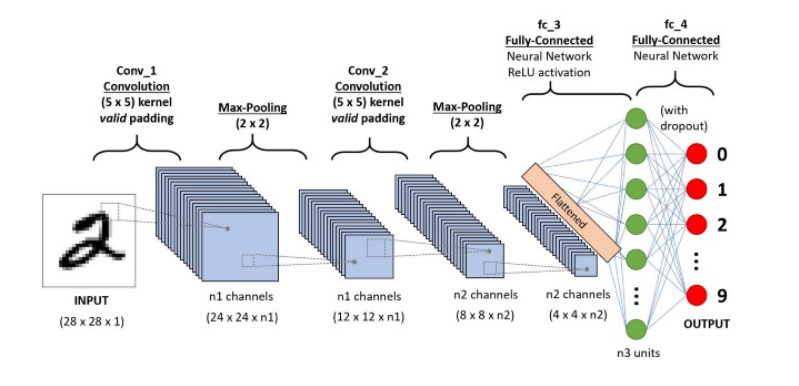 fc_3
Fully-Connected
Neural Network
ReLU activation
fc_4
Fully-Connected
Neural Network
Conv_1
Convolution
(5 x 5) kernel
valid padding
Max-Pooling
(2 x 2)
Conv_2
Convolution
(5 x 5) kernel
valid padding
Max-Pooling
(2 x 2)
(with
dropout)
Flattened
0
1
2
9
OUTPUT
INPUT
(28 x 28 x 1)
n1 channels
(24 x 24 x n1)
n1 channels
(12 x 12 x n1)
n2 channels
(8 x 8 x n2)
n2 channels
(4 x 4 x n2)
n3 units
2